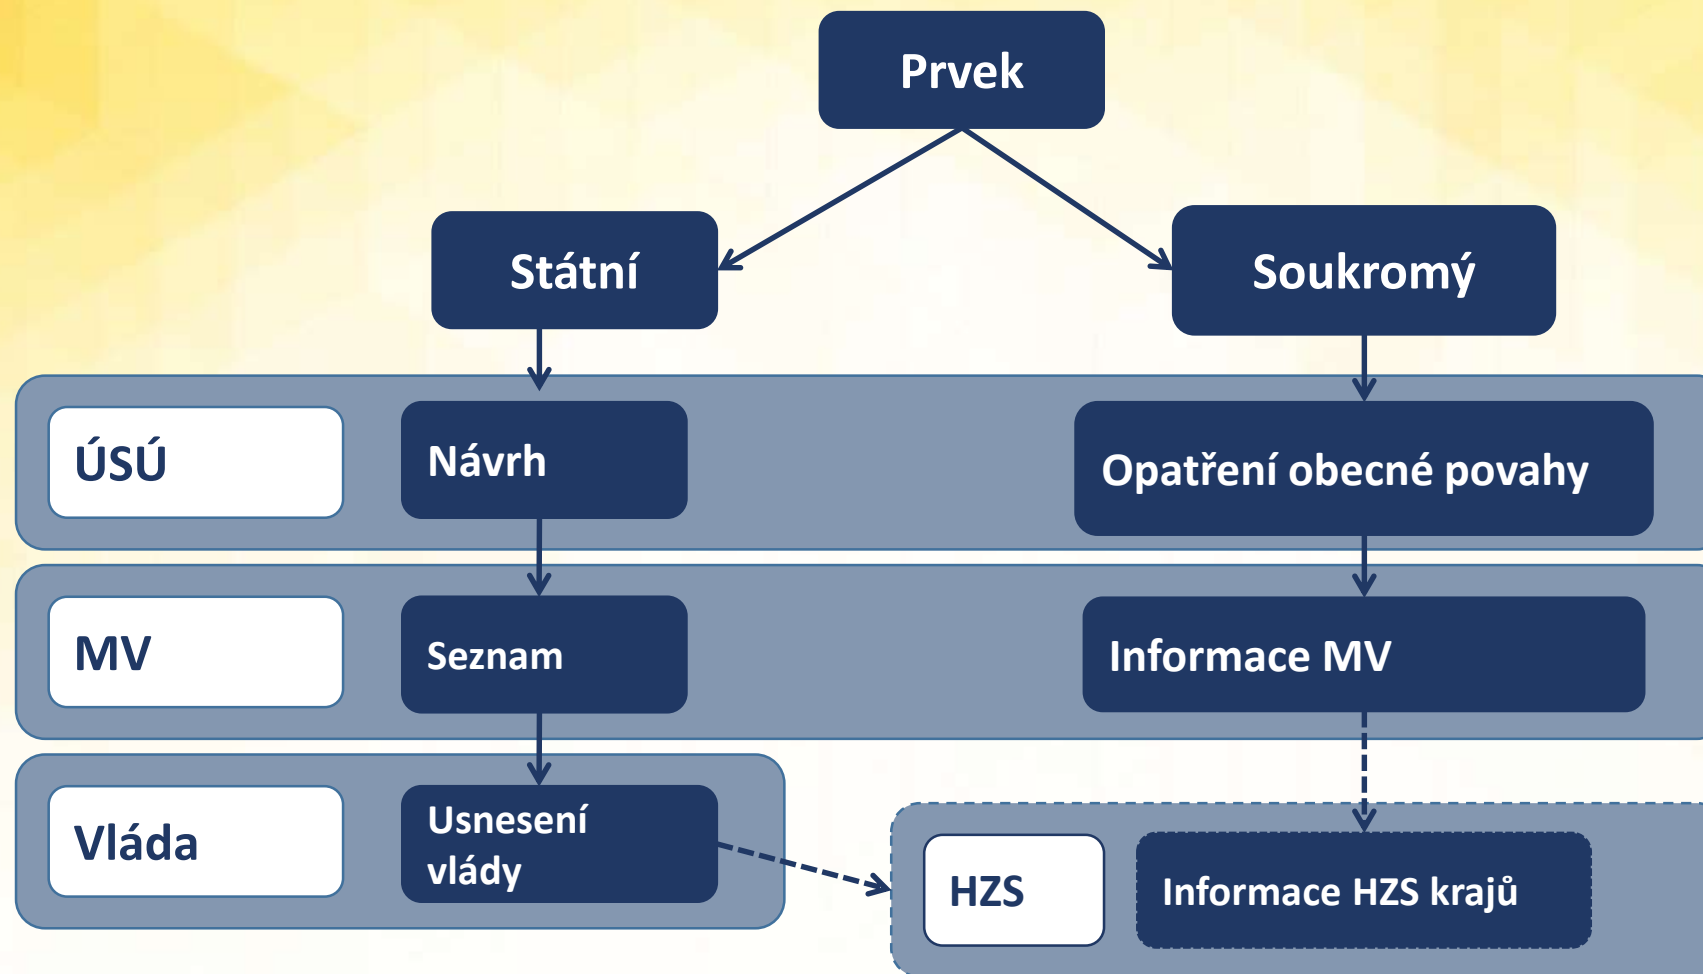 Prvek
Státní
Soukromý
ÚSÚ
Návrh
Opatření obecné povahy
MV
Seznam
Informace MV
Vláda
Usnesení
vlády
HZS
Informace HZS krajů